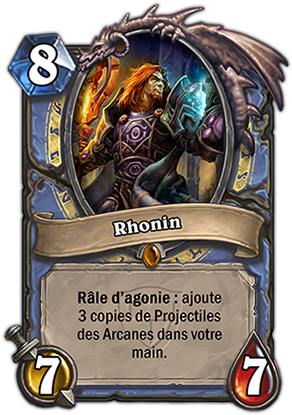 8
Rhonin
Râle d'agonie : ajoute
3 copies de Projectiles
des Arcanes dans votre
main.
7
7